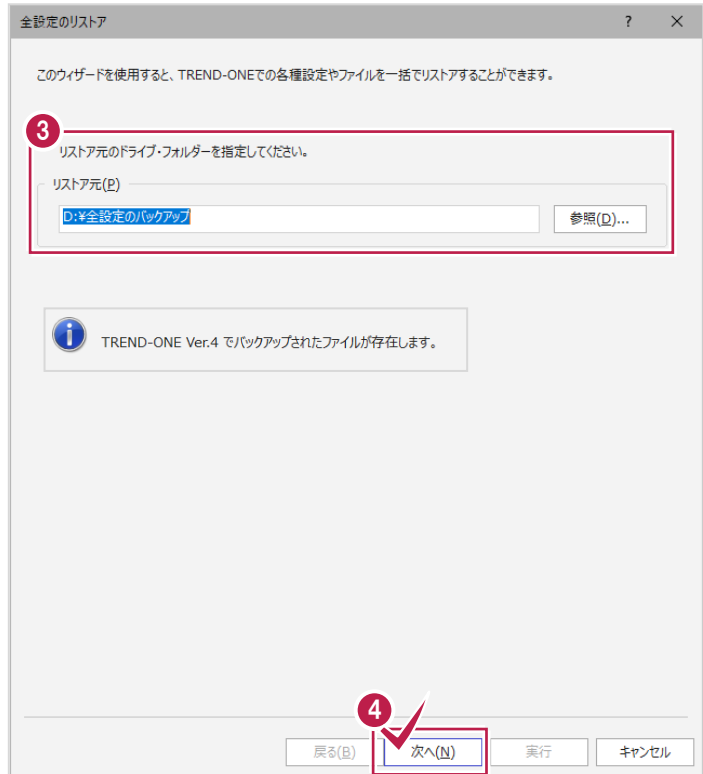 全設定のリストア ? ×
このウィザードを使用すると、TREND-ONEでの各種設定やファイルを一括でリストアすることができます。
3
リストア元のドライブ・フォルダーを指定してください。
リストア元(P)
D:¥全設定のバックアップ 参照(D)...
TREND-ONE Ver.4 でバックアップされたファイルが存在します。
4
戻る(B) 次へ(N) 実行 キャンセル